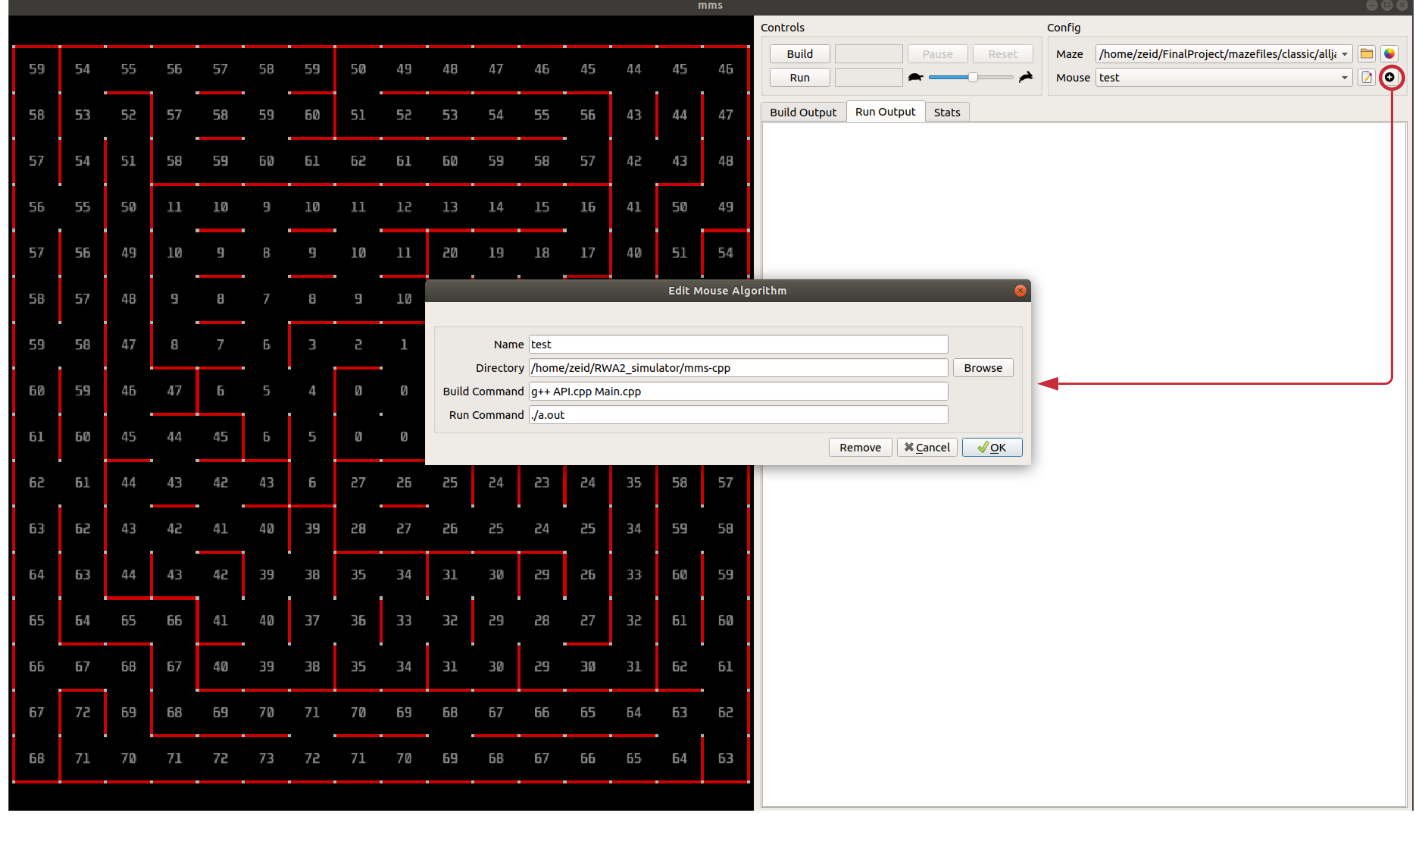 mms
Controls
Config
Build Pause Reset
Maze /home/zeid/FinalProject/mazefiles/classic/allja
Run
Mouse test
Build Output Run Output Stats
59 54 55 56 57 58 59 50 49 48 47 46 45 44 45 46
58 53 52 57 58 59 60 51 52 53 54 55 56 43 44 47
57 54 51 58 59 60 61 62 61 60 59 58 57 42 43 48
56 55 50 11 10 9 10 11 12 13 14 15 16 41 50 49
57 56 49 10 9 8 9 10 11 20 19 18 17 40 51 54
58 57 48 9 8 7 8 9 10
59 58 47 8 7 6 3 2 1
60 59 46 47 6 5 4 0 0
61 60 45 44 45 6 5 0 0
62 61 44 43 42 43 6 27 26 25 24 23 24 35 58 57
63 62 43 42 41 40 39 28 27 26 25 24 25 34 59 58
64 63 44 43 42 39 38 35 34 31 30 29 26 33 60 59
65 64 65 66 41 40 37 36 33 32 29 28 27 32 61 60
66 67 68 67 40 39 38 35 34 31 30 29 30 31 62 61
67 72 69 68 69 70 71 70 69 68 67 66 65 64 63 62
68 71 70 71 72 73 72 71 70 69 68 67 66 65 64 63
Edit Mouse Algorithm
Name test
Directory /home/zeid/RWA2_simulator/mms-cpp Browse
Build Command g++ API.cpp Main.cpp
Run Command ./a.out
Remove Cancel OK